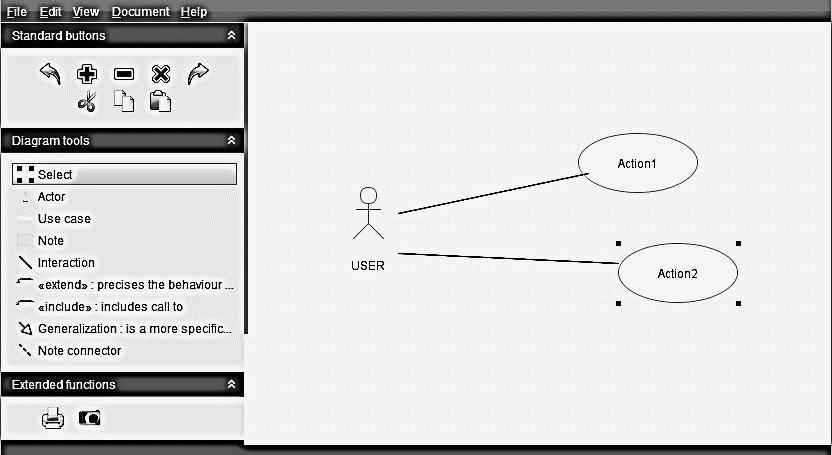 File Edit View Document Help
Standard buttons
Diagram tools
Select
Actor
Use case
Note
Interaction
«extend» : precises the behaviour ...
«include» : includes call to
Generalization : is a more specific...
Note connector
Extended functions
Action1
USER
Action2